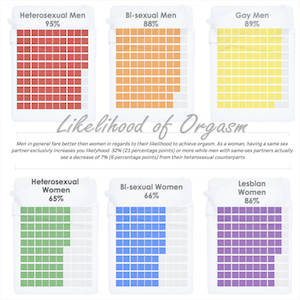 Heterosexual Men
95%
Bi-sexual Men
88%
Gay Men
89%
Likelihood of Orgasm
Men in general fare better then women in regards to their likelihood to achieve orgasm. As a woman, having a same sex
partner exclusively increases you likelyhood 32% (21 percentage points) or more while men with same-sex partners actually
see a decrease of 7% (6 percentage points) from their heterosexual counterparts
Heterosexual
Women
65%
Bi-sexual Women
66%
Lesbian
Women
86%